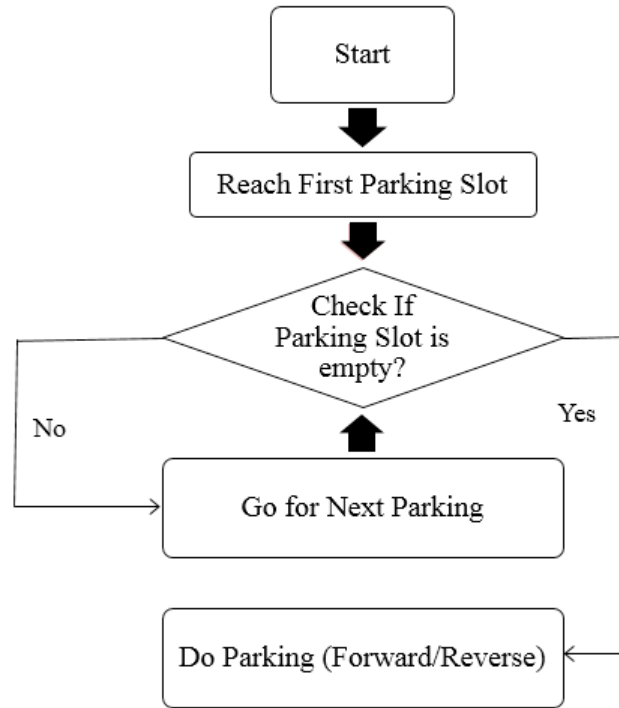 Start
Reach First Parking Slot
Check If
Parking Slot is
empty?
No
Yes
Go for Next Parking
Do Parking (Forward/Reverse)